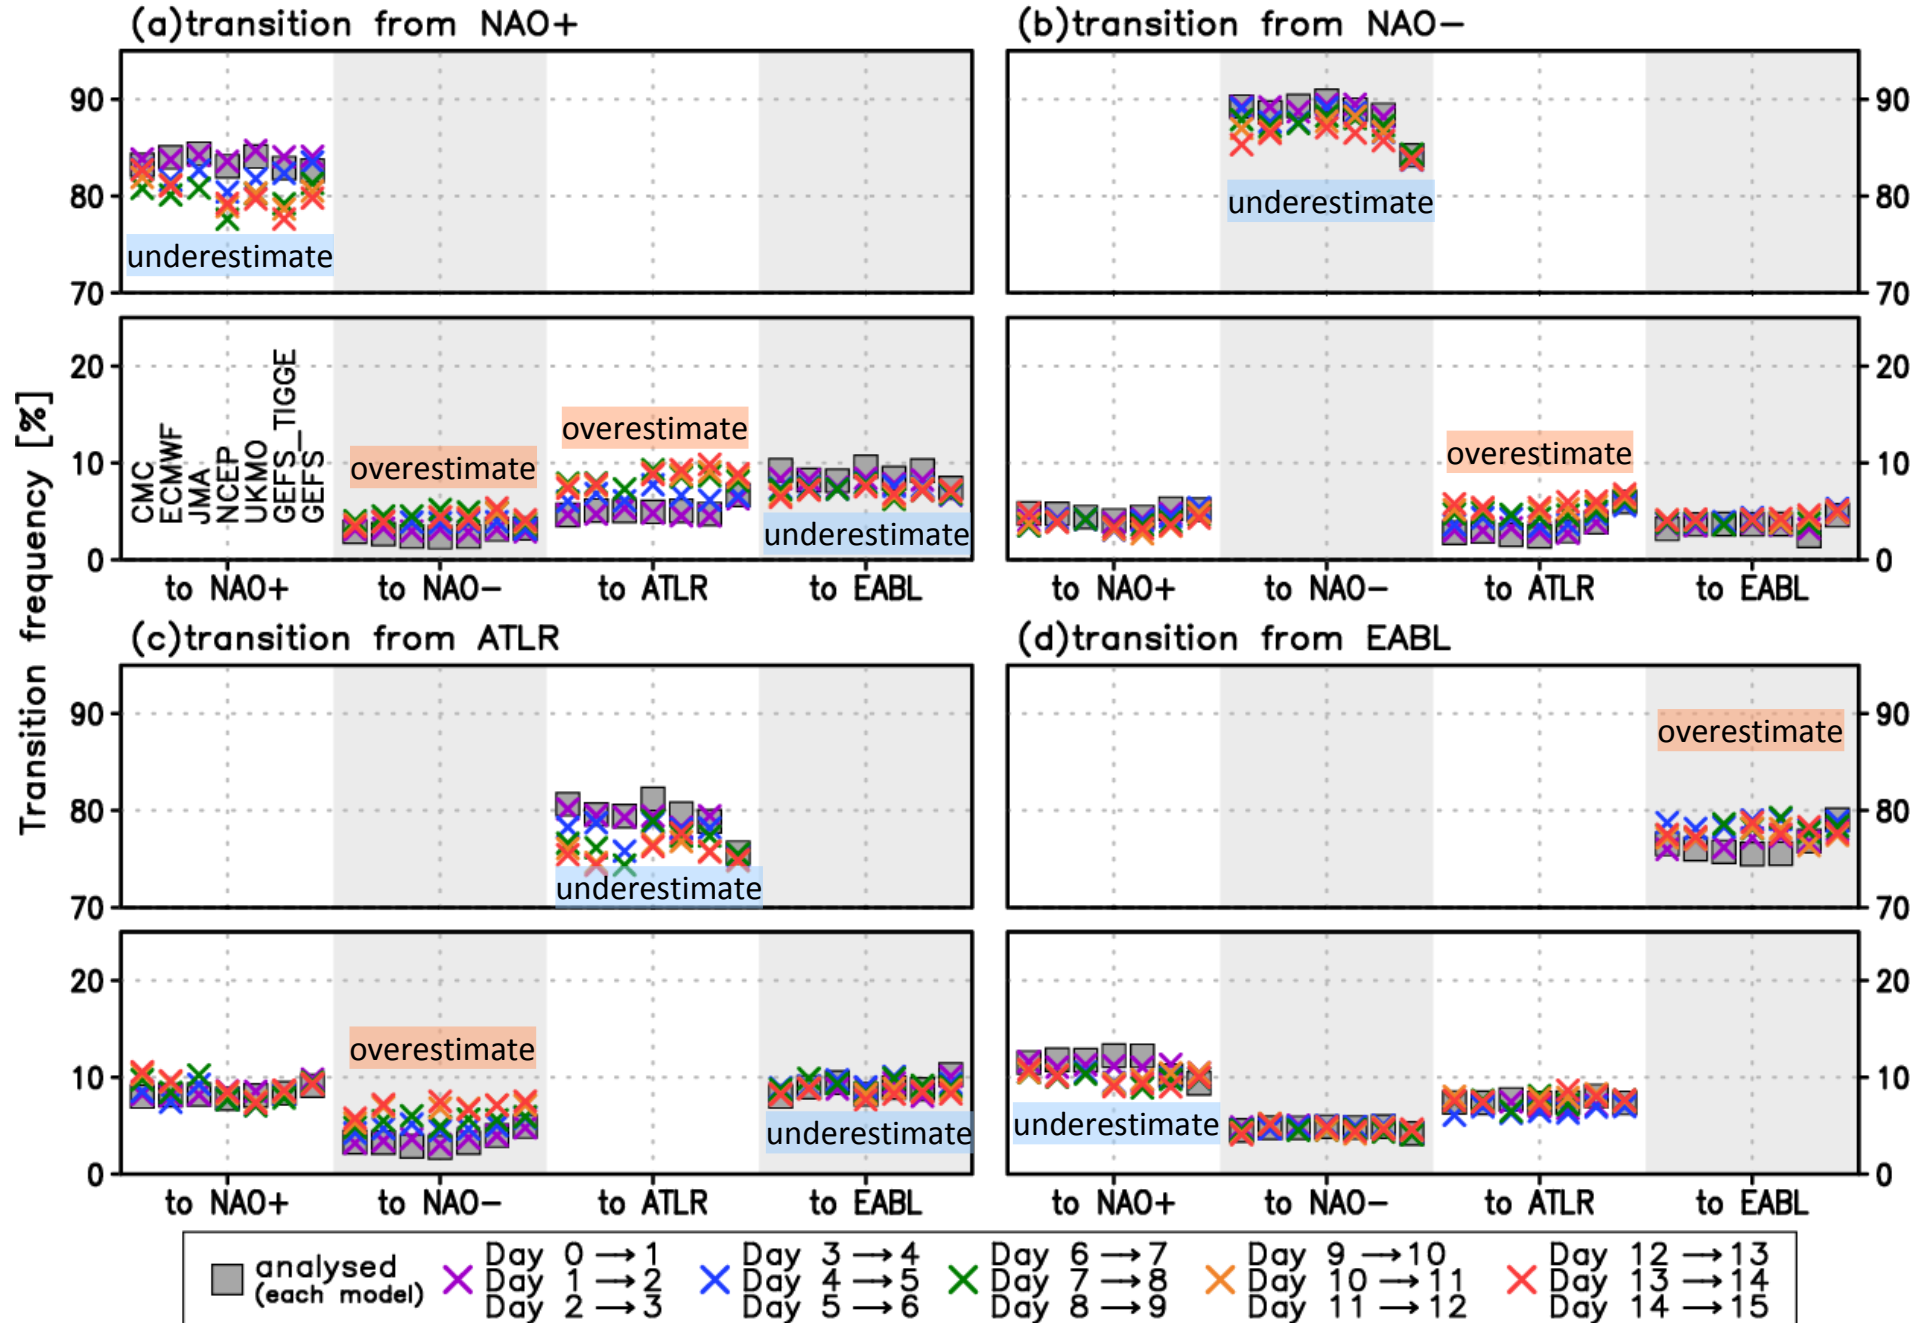 (a)transition from NAO+
(b)transition from NAO−
90
80
70
underestimate
underestimate
90
80
70
20
10
0
CMC
ECMWF
JMA
NCEP
UKMO
GEFS_TIGGE
GEFS
overestimate
overestimate
underestimate
overestimate
20
10
0
to NAO+
to NAO−
to ATLR
to EABL
to NAO+
to NAO−
to ATLR
to EABL
Transition frequency [%]
(c)transition from ATLR
(d)transition from EABL
90
80
70
underestimate
overestimate
90
80
70
20
10
0
overestimate
underestimate
underestimate
20
10
0
to NAO+
to NAO−
to ATLR
to EABL
to NAO+
to NAO−
to ATLR
to EABL
analysed
(each model)
Day 0 → 1
Day 1 → 2
Day 2 → 3
Day 3 → 4
Day 4 → 5
Day 5 → 6
Day 6 → 7
Day 7 → 8
Day 8 → 9
Day 9 → 10
Day 10 → 11
Day 11 → 12
Day 12 → 13
Day 13 → 14
Day 14 → 15